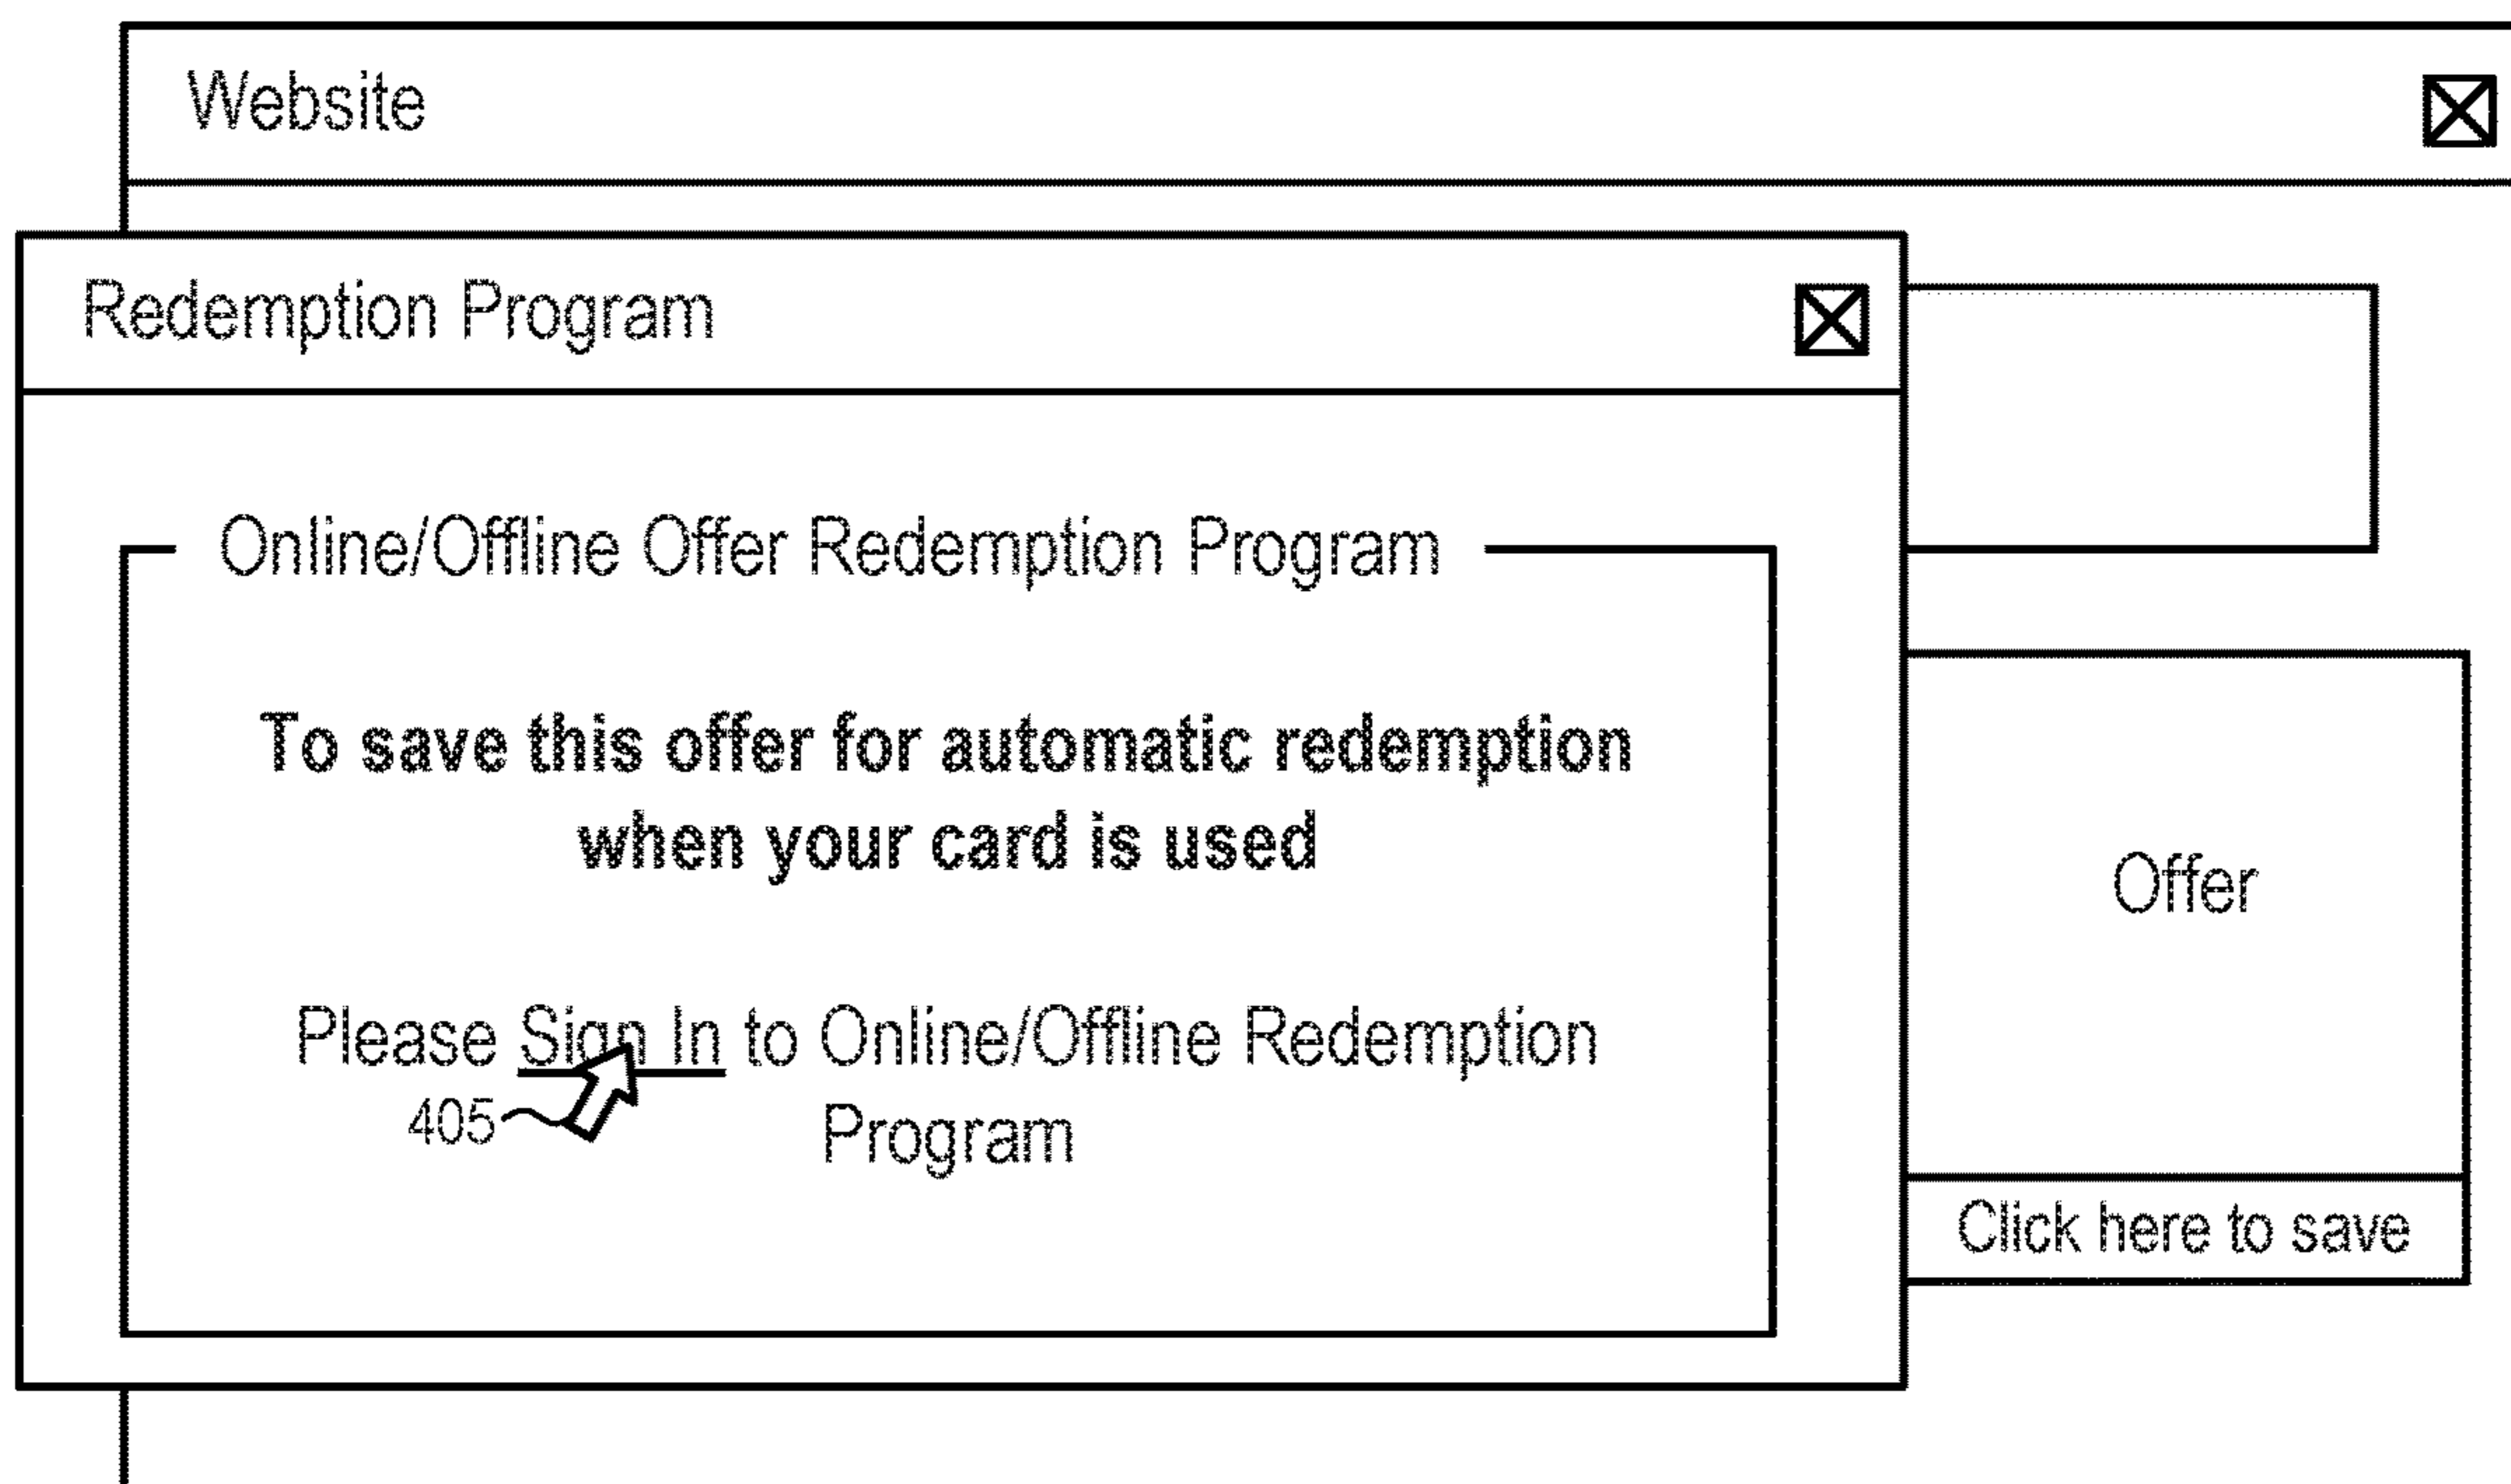 Website
Redemption Program
Online/Offline Offer Redemption Program
To save this offer for automatic redemption
when your card is used
Offer
Please Sign In to Online/Offline Redemption
405
Program
Click here to save